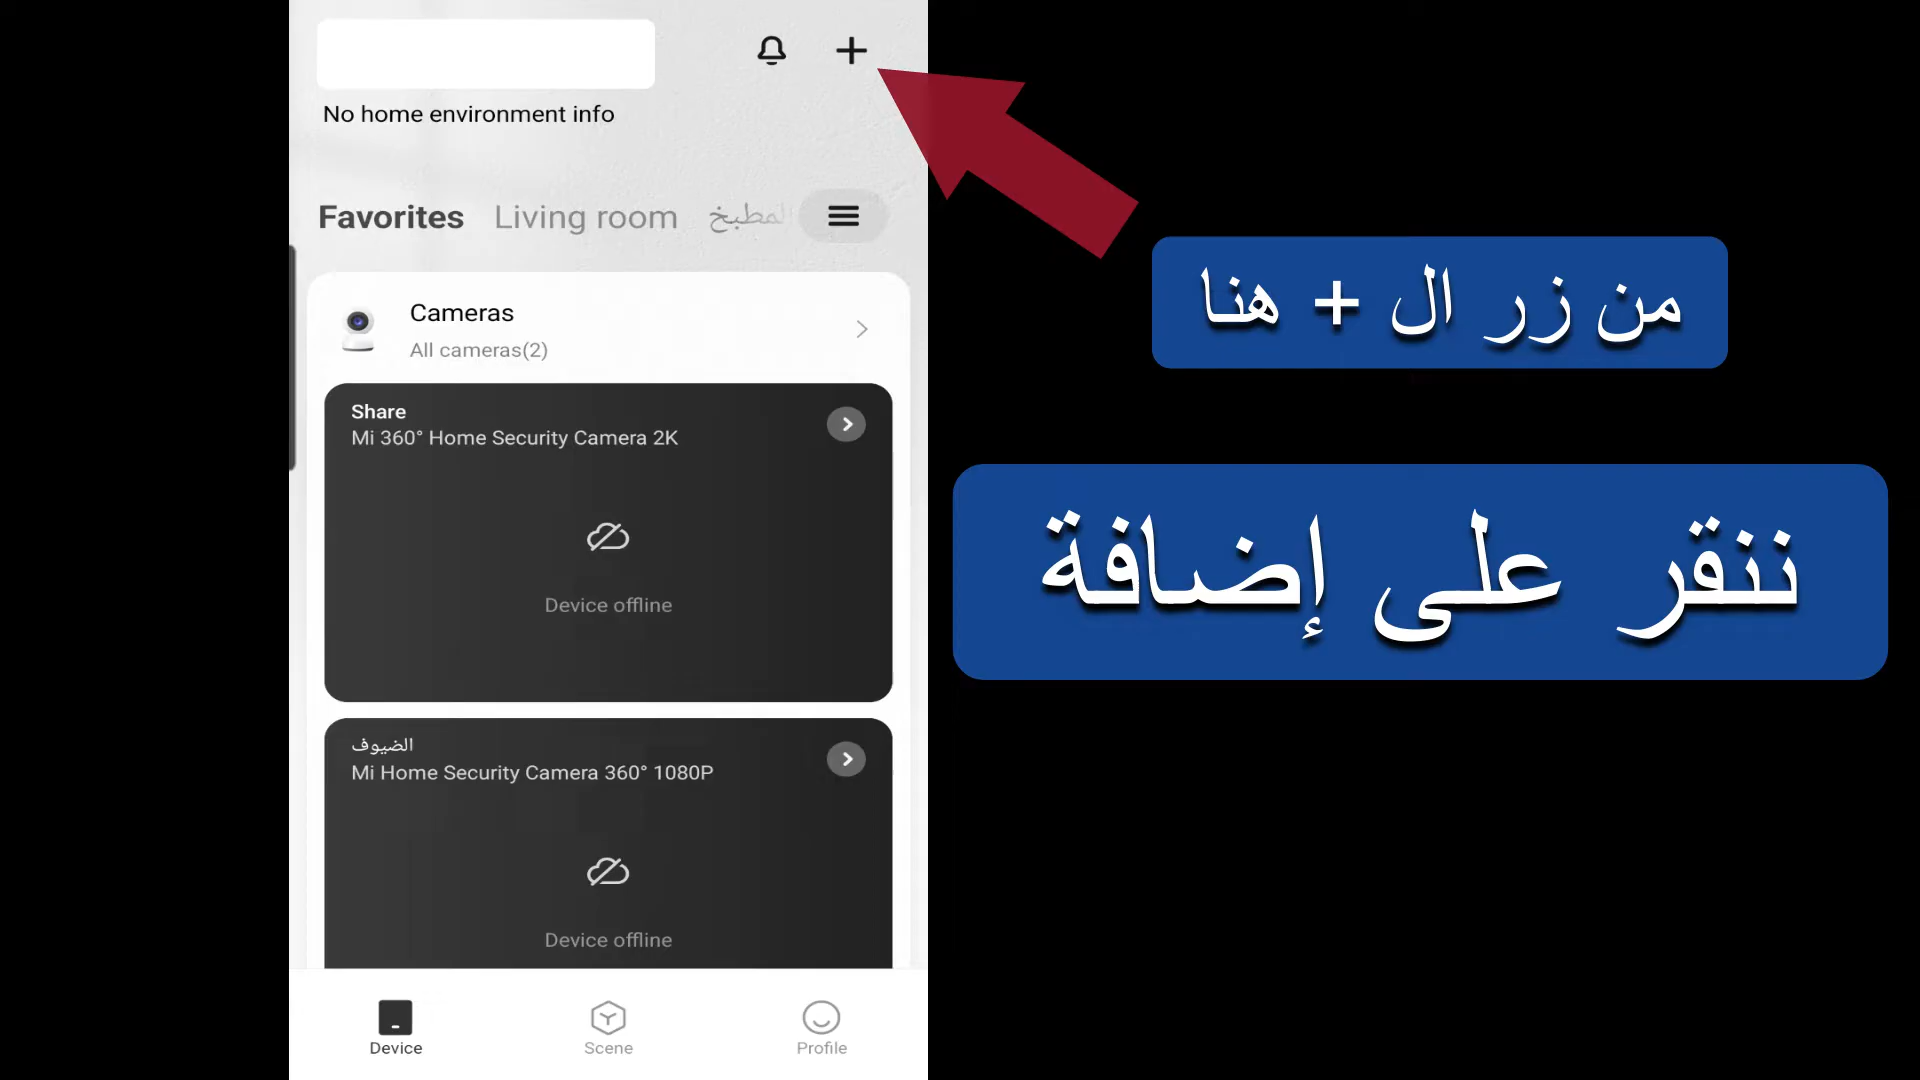 No home environment info
Favorites Living room المطبخ
Cameras
All cameras(2)
Share
Mi 360° Home Security Camera 2K
Device offline
الضيوف
Mi Home Security Camera 360° 1080P
Device offline
Device Scene Profile
من زر ال + هنا
ننقر على إضافة